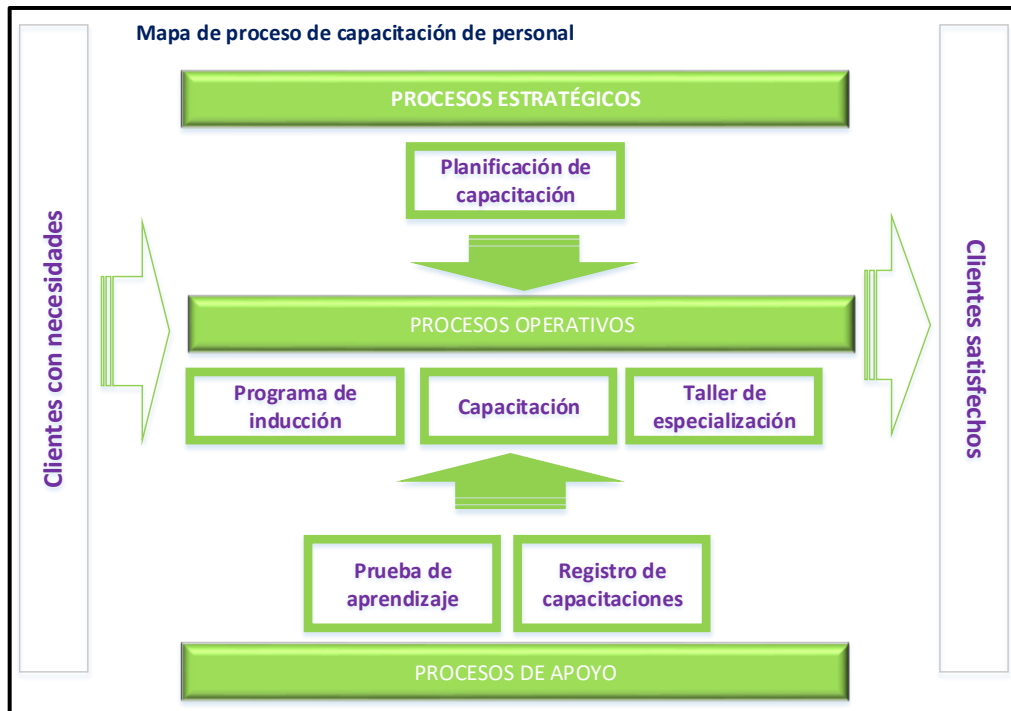 Mapa de proceso de capacitación de personal
PROCESOS ESTRATÉGICOS
Planificación de
capacitación
Clientes con necesidades
PROCESOS OPERATIVOS
Programa de
inducción
Capacitación
Taller de
especialización
Clientes satisfechos
Prueba de
aprendizaje
Registro de
capacitaciones
PROCESOS DE APOYO